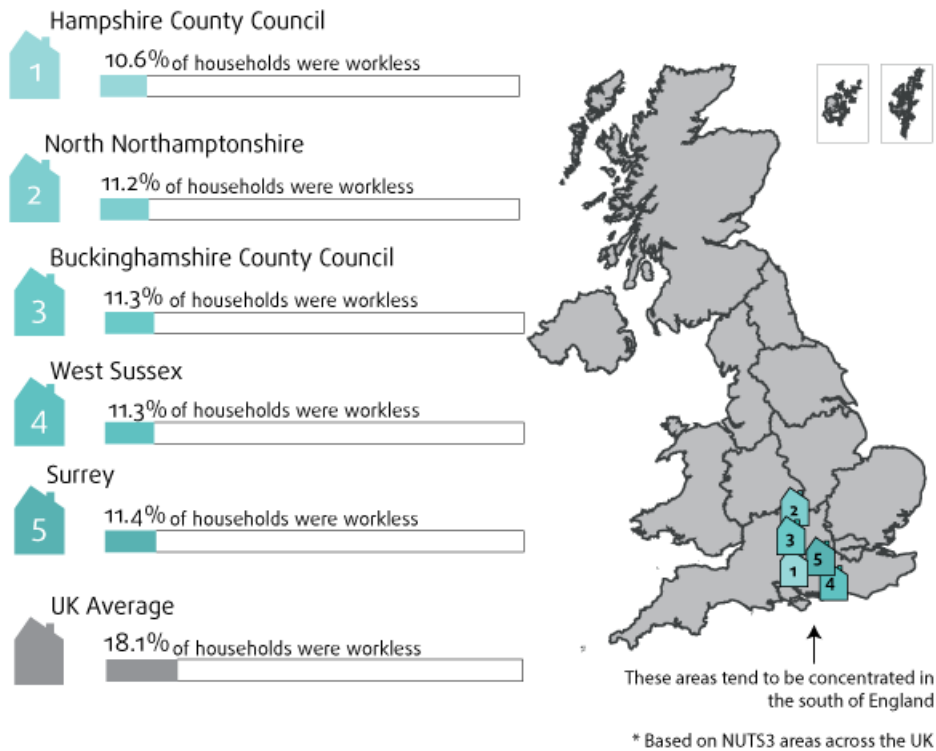 Hampshire County Council
1
10.6% of households were workless
North Northamptonshire
2
11.2% of households were workless
Buckinghamshire County Council
3
11.3% of households were workless
West Sussex
4
11.3% of households were workless
Surrey
5
11.4% of households were workless
UK Average
18.1% of households were workless
2
3
5
1
4
These areas tend to be concentrated in
the south of England
* Based on NUTS3 areas across the UK